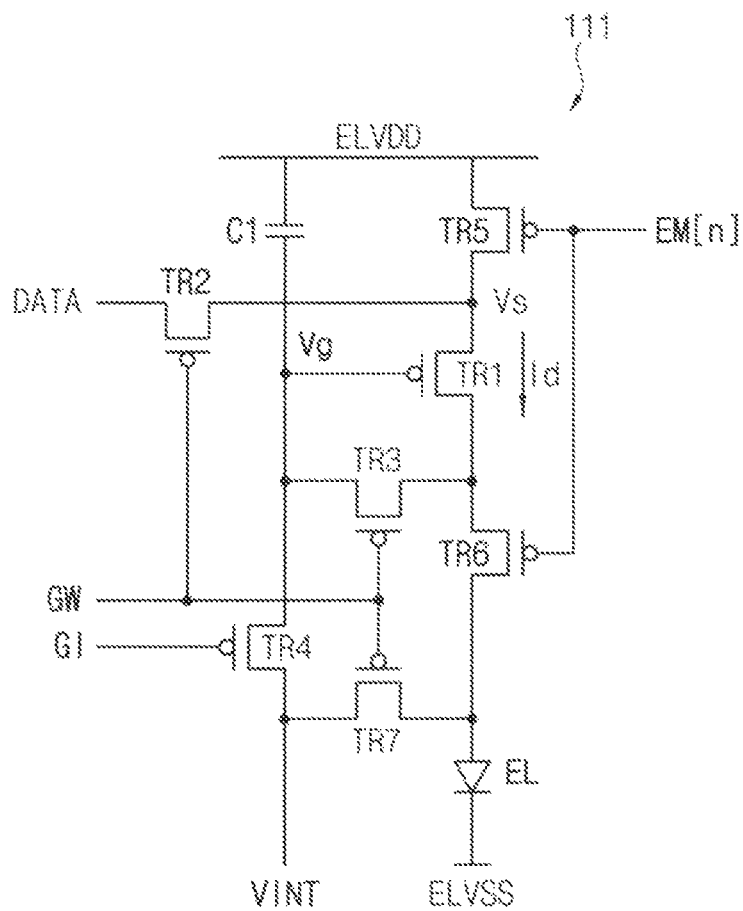 111
ELVDD
C1
TR5
EM[n]
TR2
DATA
Vs
Vg
TR1
Id
TR3
TR6
GW
GI
TR4
TR7
EL
VINT
ELVSS